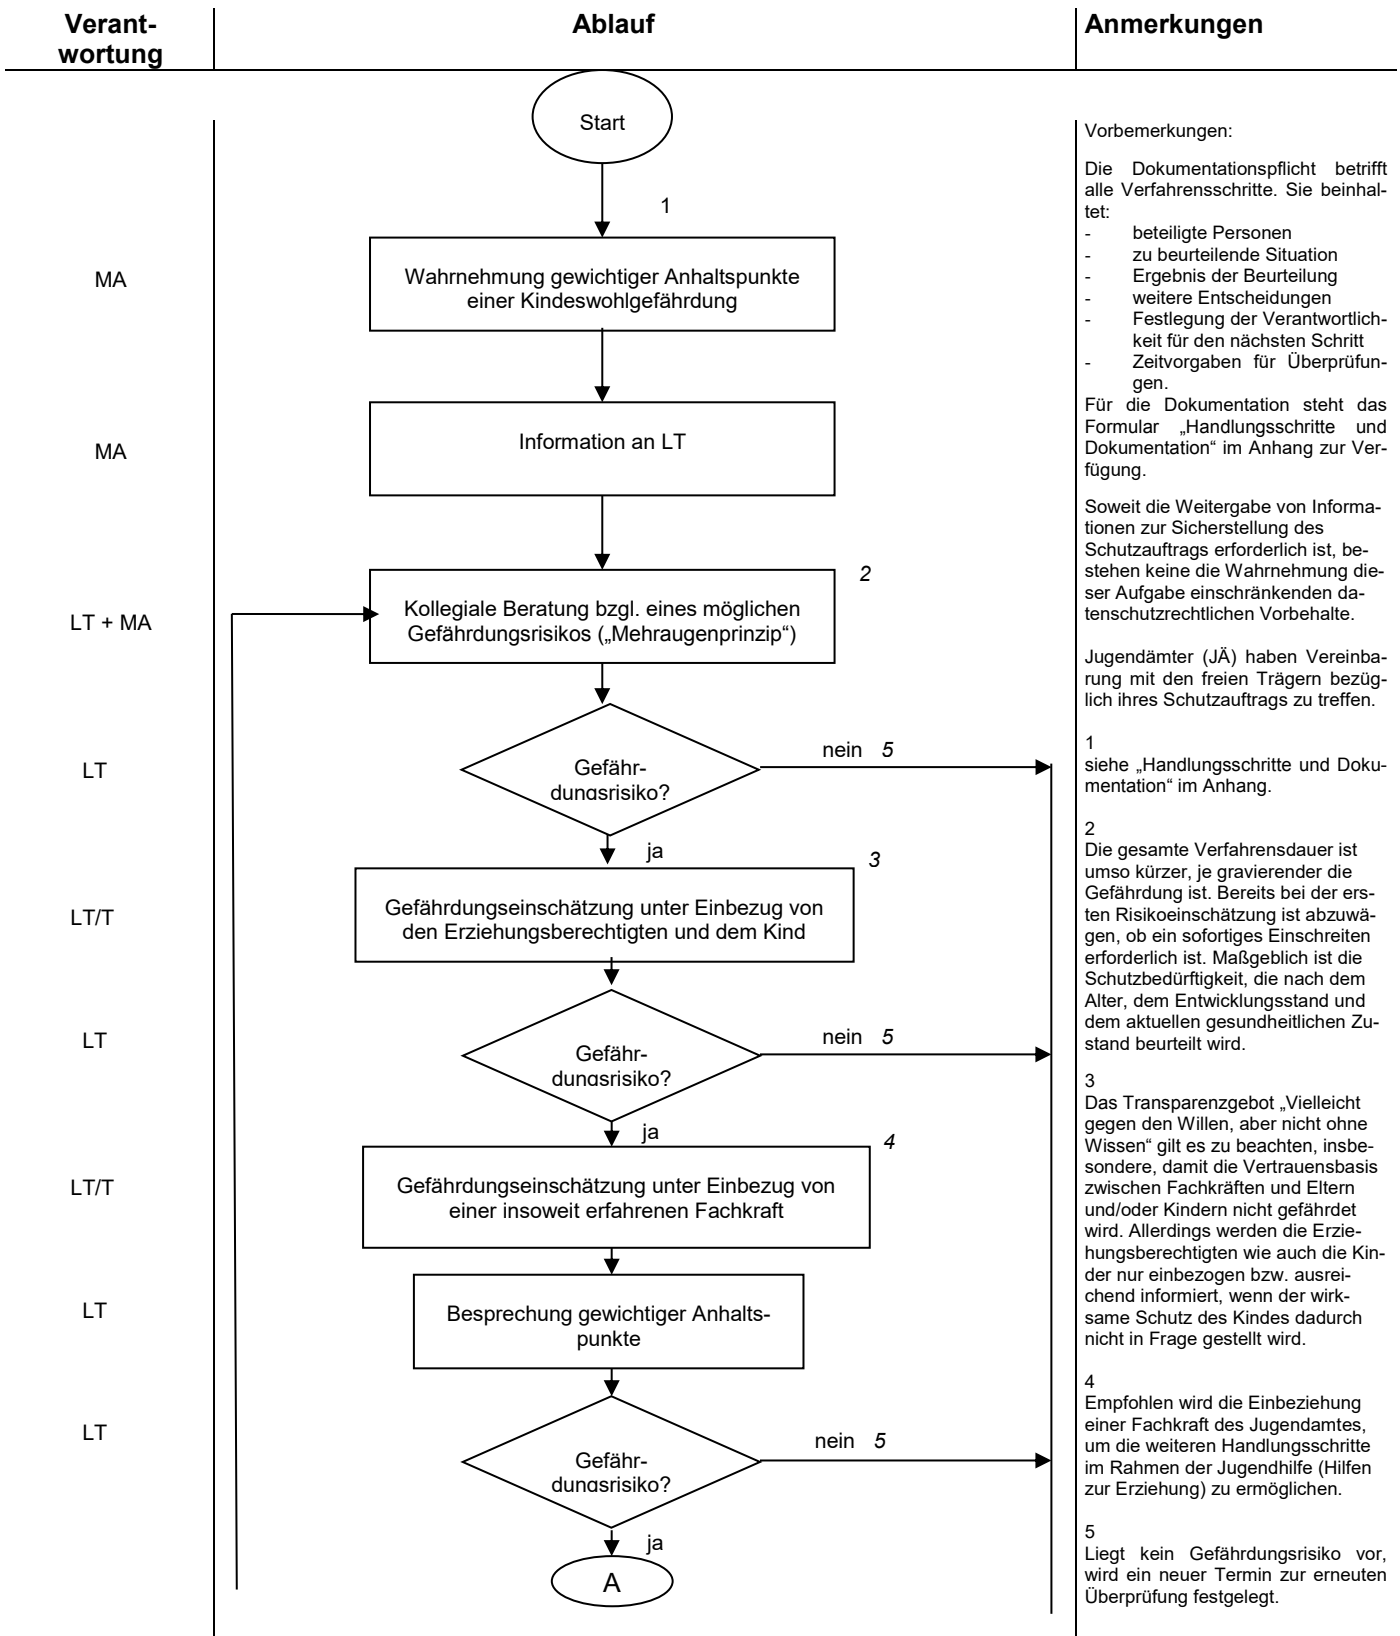 Verant-
wortung
Ablauf
Anmerkungen
Start
1
MA
Wahrnehmung gewichtiger Anhaltspunkte
einer Kindeswohlgefährdung
MA
Information an LT
2
LT + MA
Kollegiale Beratung bzgl. eines möglichen
Gefährdungsrisikos („Mehraugenprinzip“)
LT
Gefähr-
dungsrisiko?
nein 5
ja
3
LT/T
Gefährdungseinschätzung unter Einbezug von
den Erziehungsberechtigten und dem Kind
LT
Gefähr-
dungsrisiko?
nein 5
ja
4
LT/T
Gefährdungseinschätzung unter Einbezug von
einer insoweit erfahrenen Fachkraft
LT
Besprechung gewichtiger Anhalts-
punkte
LT
Gefähr-
dungsrisiko?
nein 5
ja
A
Vorbemerkungen:
Die Dokumentationspflicht betrifft
alle Verfahrensschritte. Sie beinhal-
tet:
- beteiligte Personen
- zu beurteilende Situation
- Ergebnis der Beurteilung
- weitere Entscheidungen
- Festlegung der Verantwortlich-
keit für den nächsten Schritt
- Zeitvorgaben für Überprüfun-
gen.
Für die Dokumentation steht das
Formular „Handlungsschritte und
Dokumentation“ im Anhang zur Ver-
fügung.
Soweit die Weitergabe von Informa-
tionen zur Sicherstellung des
Schutzauftrags erforderlich ist, be-
stehen keine die Wahrnehmung die-
ser Aufgabe einschränkenden da-
tenschutzrechtlichen Vorbehalte.
Jugendämter (JÄ) haben Vereinba-
rung mit den freien Trägern bezüg-
lich ihres Schutzauftrags zu treffen.
1
siehe „Handlungsschritte und Doku-
mentation“ im Anhang.
2
Die gesamte Verfahrensdauer ist
umso kürzer, je gravierender die
Gefährdung ist. Bereits bei der ers-
ten Risikoeinschätzung ist abzuwä-
gen, ob ein sofortiges Einschreiten
erforderlich ist. Maßgeblich ist die
Schutzbedürftigkeit, die nach dem
Alter, dem Entwicklungsstand und
dem aktuellen gesundheitlichen Zu-
stand beurteilt wird.
3
Das Transparenzgebot „Vielleicht
gegen den Willen, aber nicht ohne
Wissen“ gilt es zu beachten, insbe-
sondere, damit die Vertrauensbasis
zwischen Fachkräften und Eltern
und/oder Kindern nicht gefährdet
wird. Allerdings werden die Erzie-
hungsberechtigten wie auch die Kin-
der nur einbezogen bzw. ausrei-
chend informiert, wenn der wirk-
same Schutz des Kindes dadurch
nicht in Frage gestellt wird.
4
Empfohlen wird die Einbeziehung
einer Fachkraft des Jugendamtes,
um die weiteren Handlungsschritte
im Rahmen der Jugendhilfe (Hilfen
zur Erziehung) zu ermöglichen.
5
Liegt kein Gefährdungsrisiko vor,
wird ein neuer Termin zur erneuten
Überprüfung festgelegt.